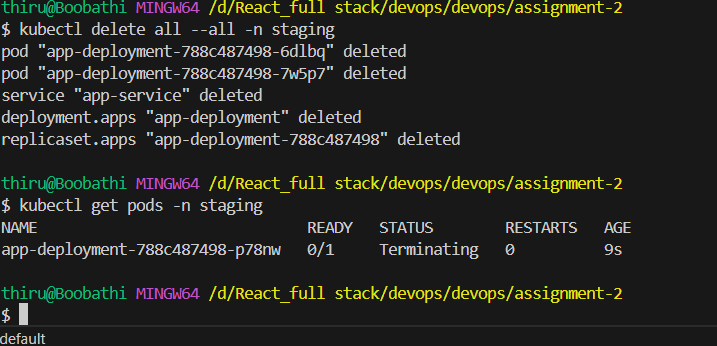 thiru@Boobathi MINGW64 /d/React_full stack/devops/devops/assignment-2
$ kubectl delete all --all -n staging
pod "app-deployment-788c487498-6dlbq" deleted
pod "app-deployment-788c487498-7w5p7" deleted
service "app-service" deleted
deployment.apps "app-deployment" deleted
replicaset.apps "app-deployment-788c487498" deleted
thiru@Boobathi MINGW64 /d/React_full stack/devops/devops/assignment-2
$ kubectl get pods -n staging
NAME READY STATUS RESTARTS AGE
app-deployment-788c487498-p78nw 0/1 Terminating 0 9s
thiru@Boobathi MINGW64 /d/React_full stack/devops/devops/assignment-2
$
default